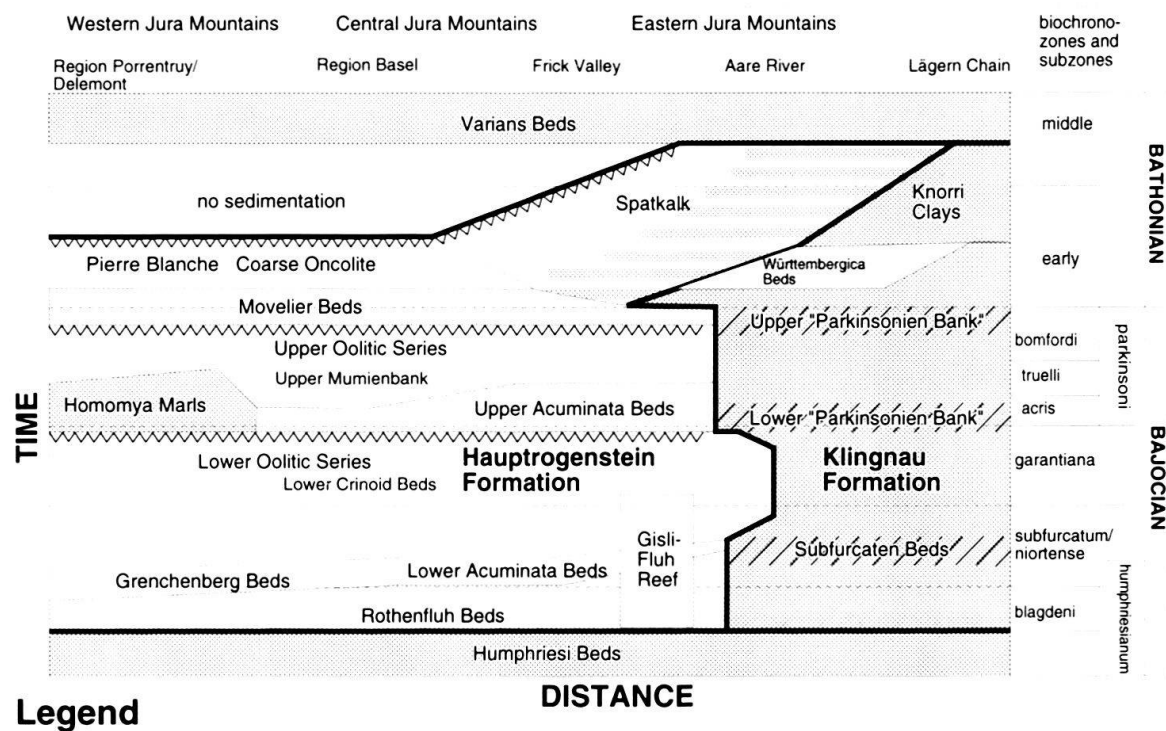 Western Jura Mountains
Central Jura Mountains
Eastern Jura Mountains
biochrono-
zones and
subzones
Region Porrentruy/
Delemont
Region Basel
Frick Valley
Aare River
Lägern Chain
Varians Beds
middle
no sedimentation
Spatkalk
Knorri
Clays
Pierre Blanche
Coarse Oncolite
Württembergica
Beds
early
BATHONIAN
Movelier Beds
Upper "Parkinsonien Bank"
Upper Oolitic Series
bomfordi
Upper Mumienbank
truelli
parkinsoni
Homomya Marls
Upper Acuminata Beds
Lower "Parkinsonien Bank"
acris
TIME
Lower Oolitic Series
Lower Crinoid Beds
Hauptrogenstein
Formation
Klingnau
Formation
garantiana
BAJOCIAN
Gisli-
Fluh
Reef
Subfurcaten Beds
subfurcatum/
niortense
Grenchenberg Beds
Lower Acuminata Beds
Rothenfluh Beds
blagdeni
humphriesianum
Humphriesi Beds
DISTANCE
Legend